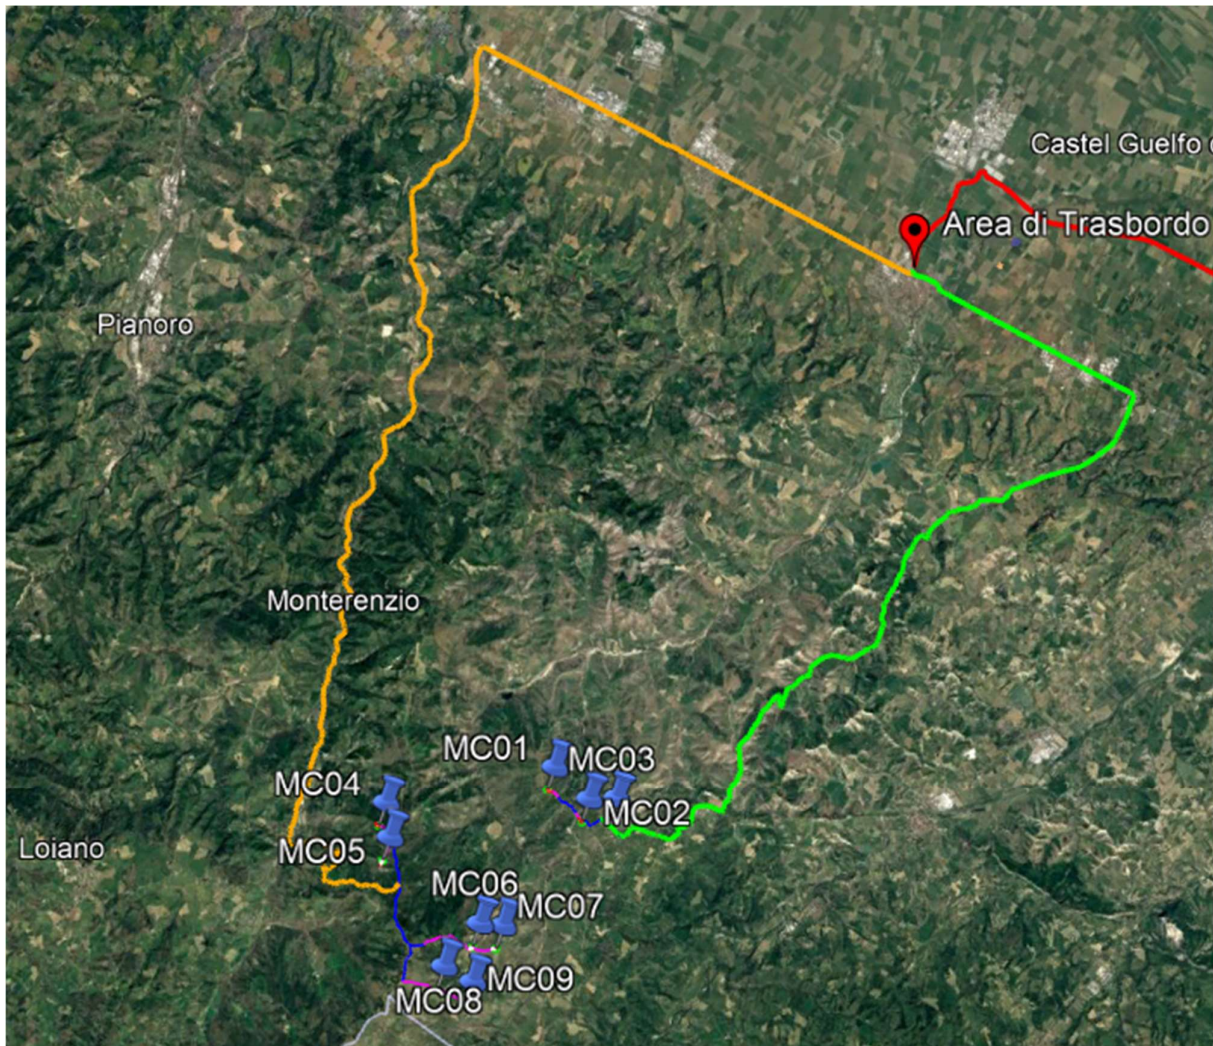 Castel Guelfo
Area di Trasbordo
Pianoro
Monterenzio
MC01
MC03
MC04
MC02
Loiano
MC05
MC06
MC07
MC09
MC08